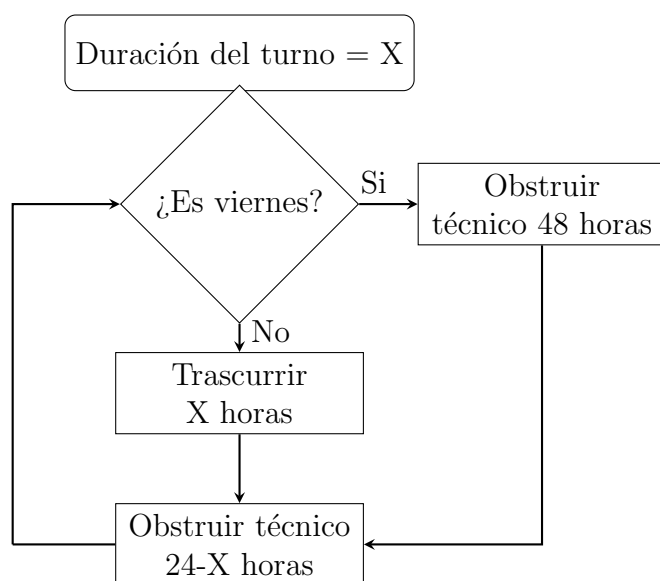 Duración del turno = X
¿Es viernes?
Si
Obstruir
técnico 48 horas
No
Trascurrir
X horas
Obstruir técnico
24-X horas